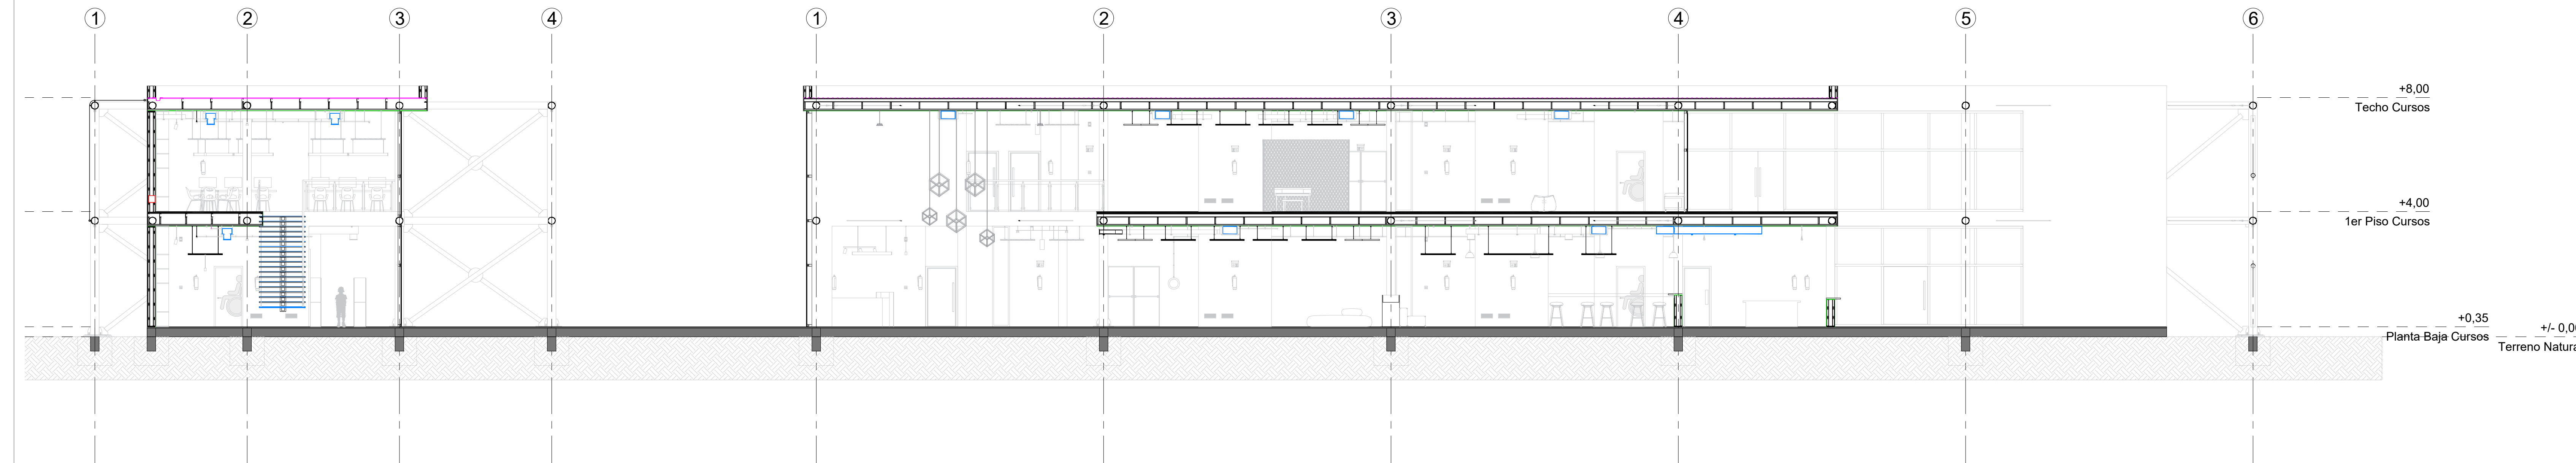 1 2 3 4 1 2 3 4 5 6
+8,00
Techo Cursos
+4,00
1er Piso Cursos
+0,35
Planta Baja Cursos
+/- 0,00
Terreno Natura